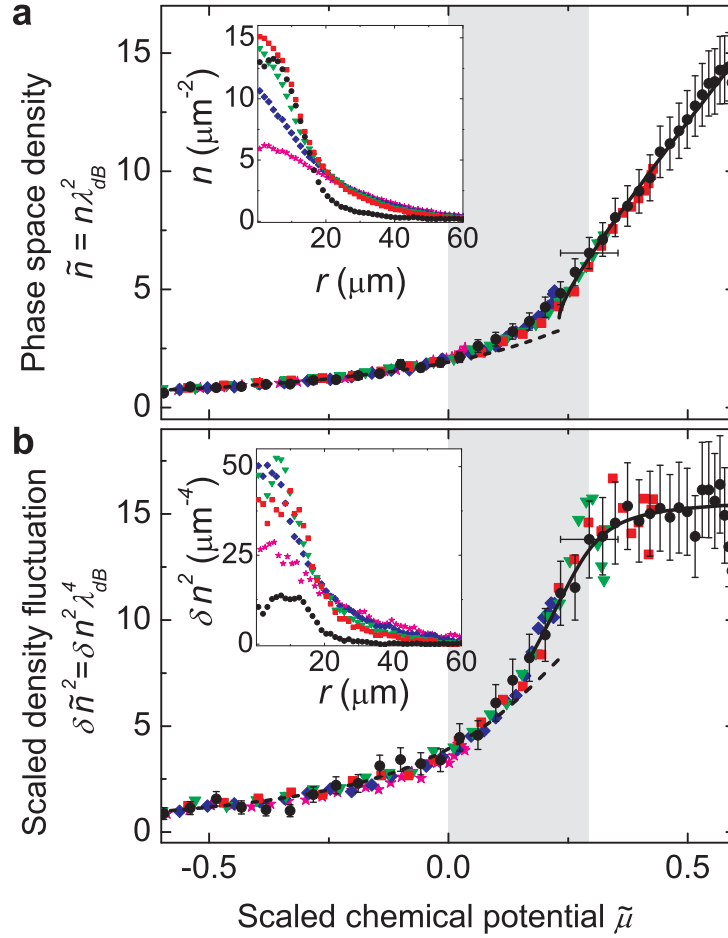 a
15
10
5
0
Phase space density
ñ = nλ²dB
15
10
5
0
n (μm⁻²)
20
40
60
r (μm)
b
15
10
5
0
Scaled density fluctuation
δñ² = δn²λ⁴dB
50
25
0
δn² (μm⁻⁴)
20
40
60
r (μm)
-0.5
0.0
0.5
Scaled chemical potential μ̃